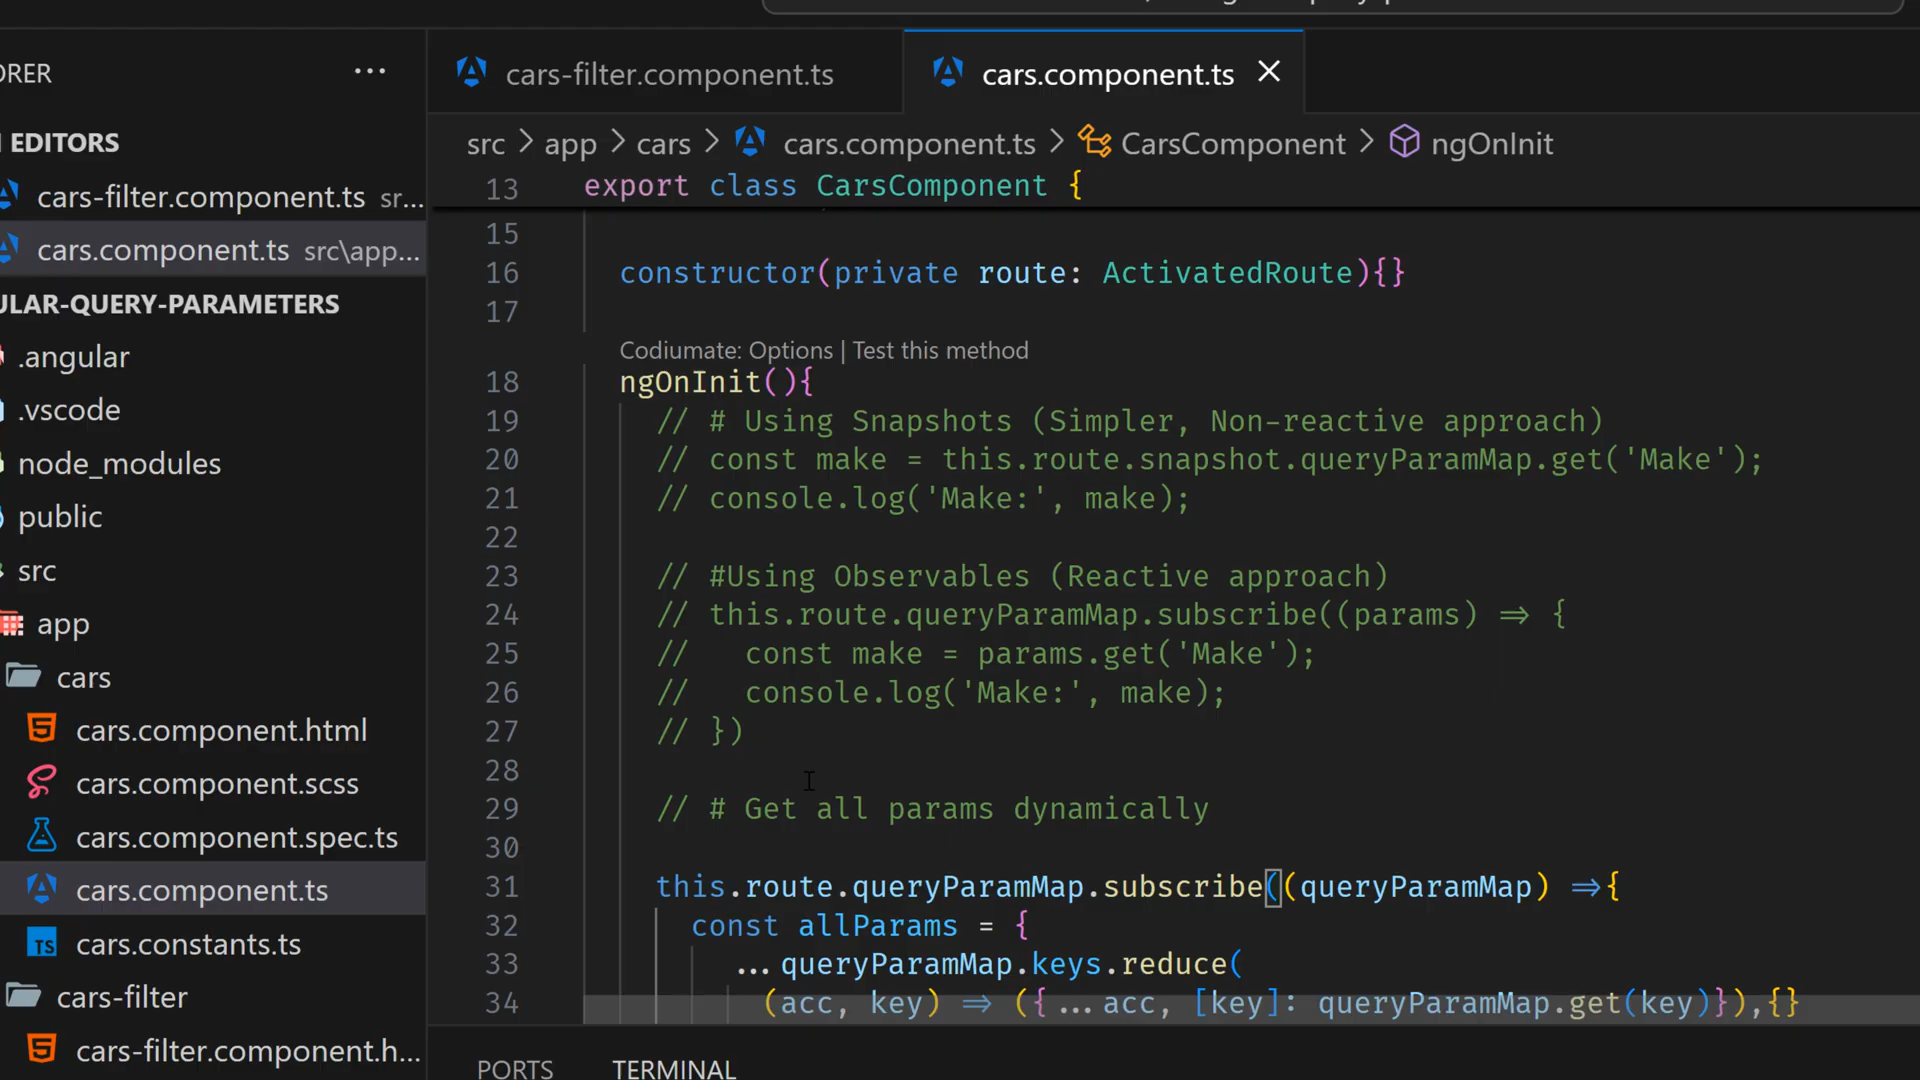 ORER
...
EDITORS
cars-filter.component.ts sr...
cars.component.ts src\app...
ULAR-QUERY-PARAMETERS
.angular
.vscode
node_modules
public
src
app
cars
cars.component.html
cars.component.scss
cars.component.spec.ts
cars.component.ts
TS cars.constants.ts
cars-filter
cars-filter.component.h...
cars-filter.component.ts
cars.component.ts
src > app > cars > cars.component.ts > CarsComponent > ngOnInit
13 export class CarsComponent {
15
16 constructor(private route: ActivatedRoute){}
17
Codiumate: Options | Test this method
18 ngOnInit(){
19 // # Using Snapshots (Simpler, Non-reactive approach)
20 // const make = this.route.snapshot.queryParamMap.get('Make');
21 // console.log('Make:', make);
22
23 // #Using Observables (Reactive approach)
24 // this.route.queryParamMap.subscribe((params) => {
25 // const make = params.get('Make');
26 // console.log('Make:', make);
27 // })
28
29 // # Get all params dynamically
30
31 this.route.queryParamMap.subscribe((queryParamMap) =>{
32 const allParams = {
33 ...queryParamMap.keys.reduce(
34 (acc, key) => ({...acc, [key]: queryParamMap.get(key)}),{}
PORTS TERMINAL